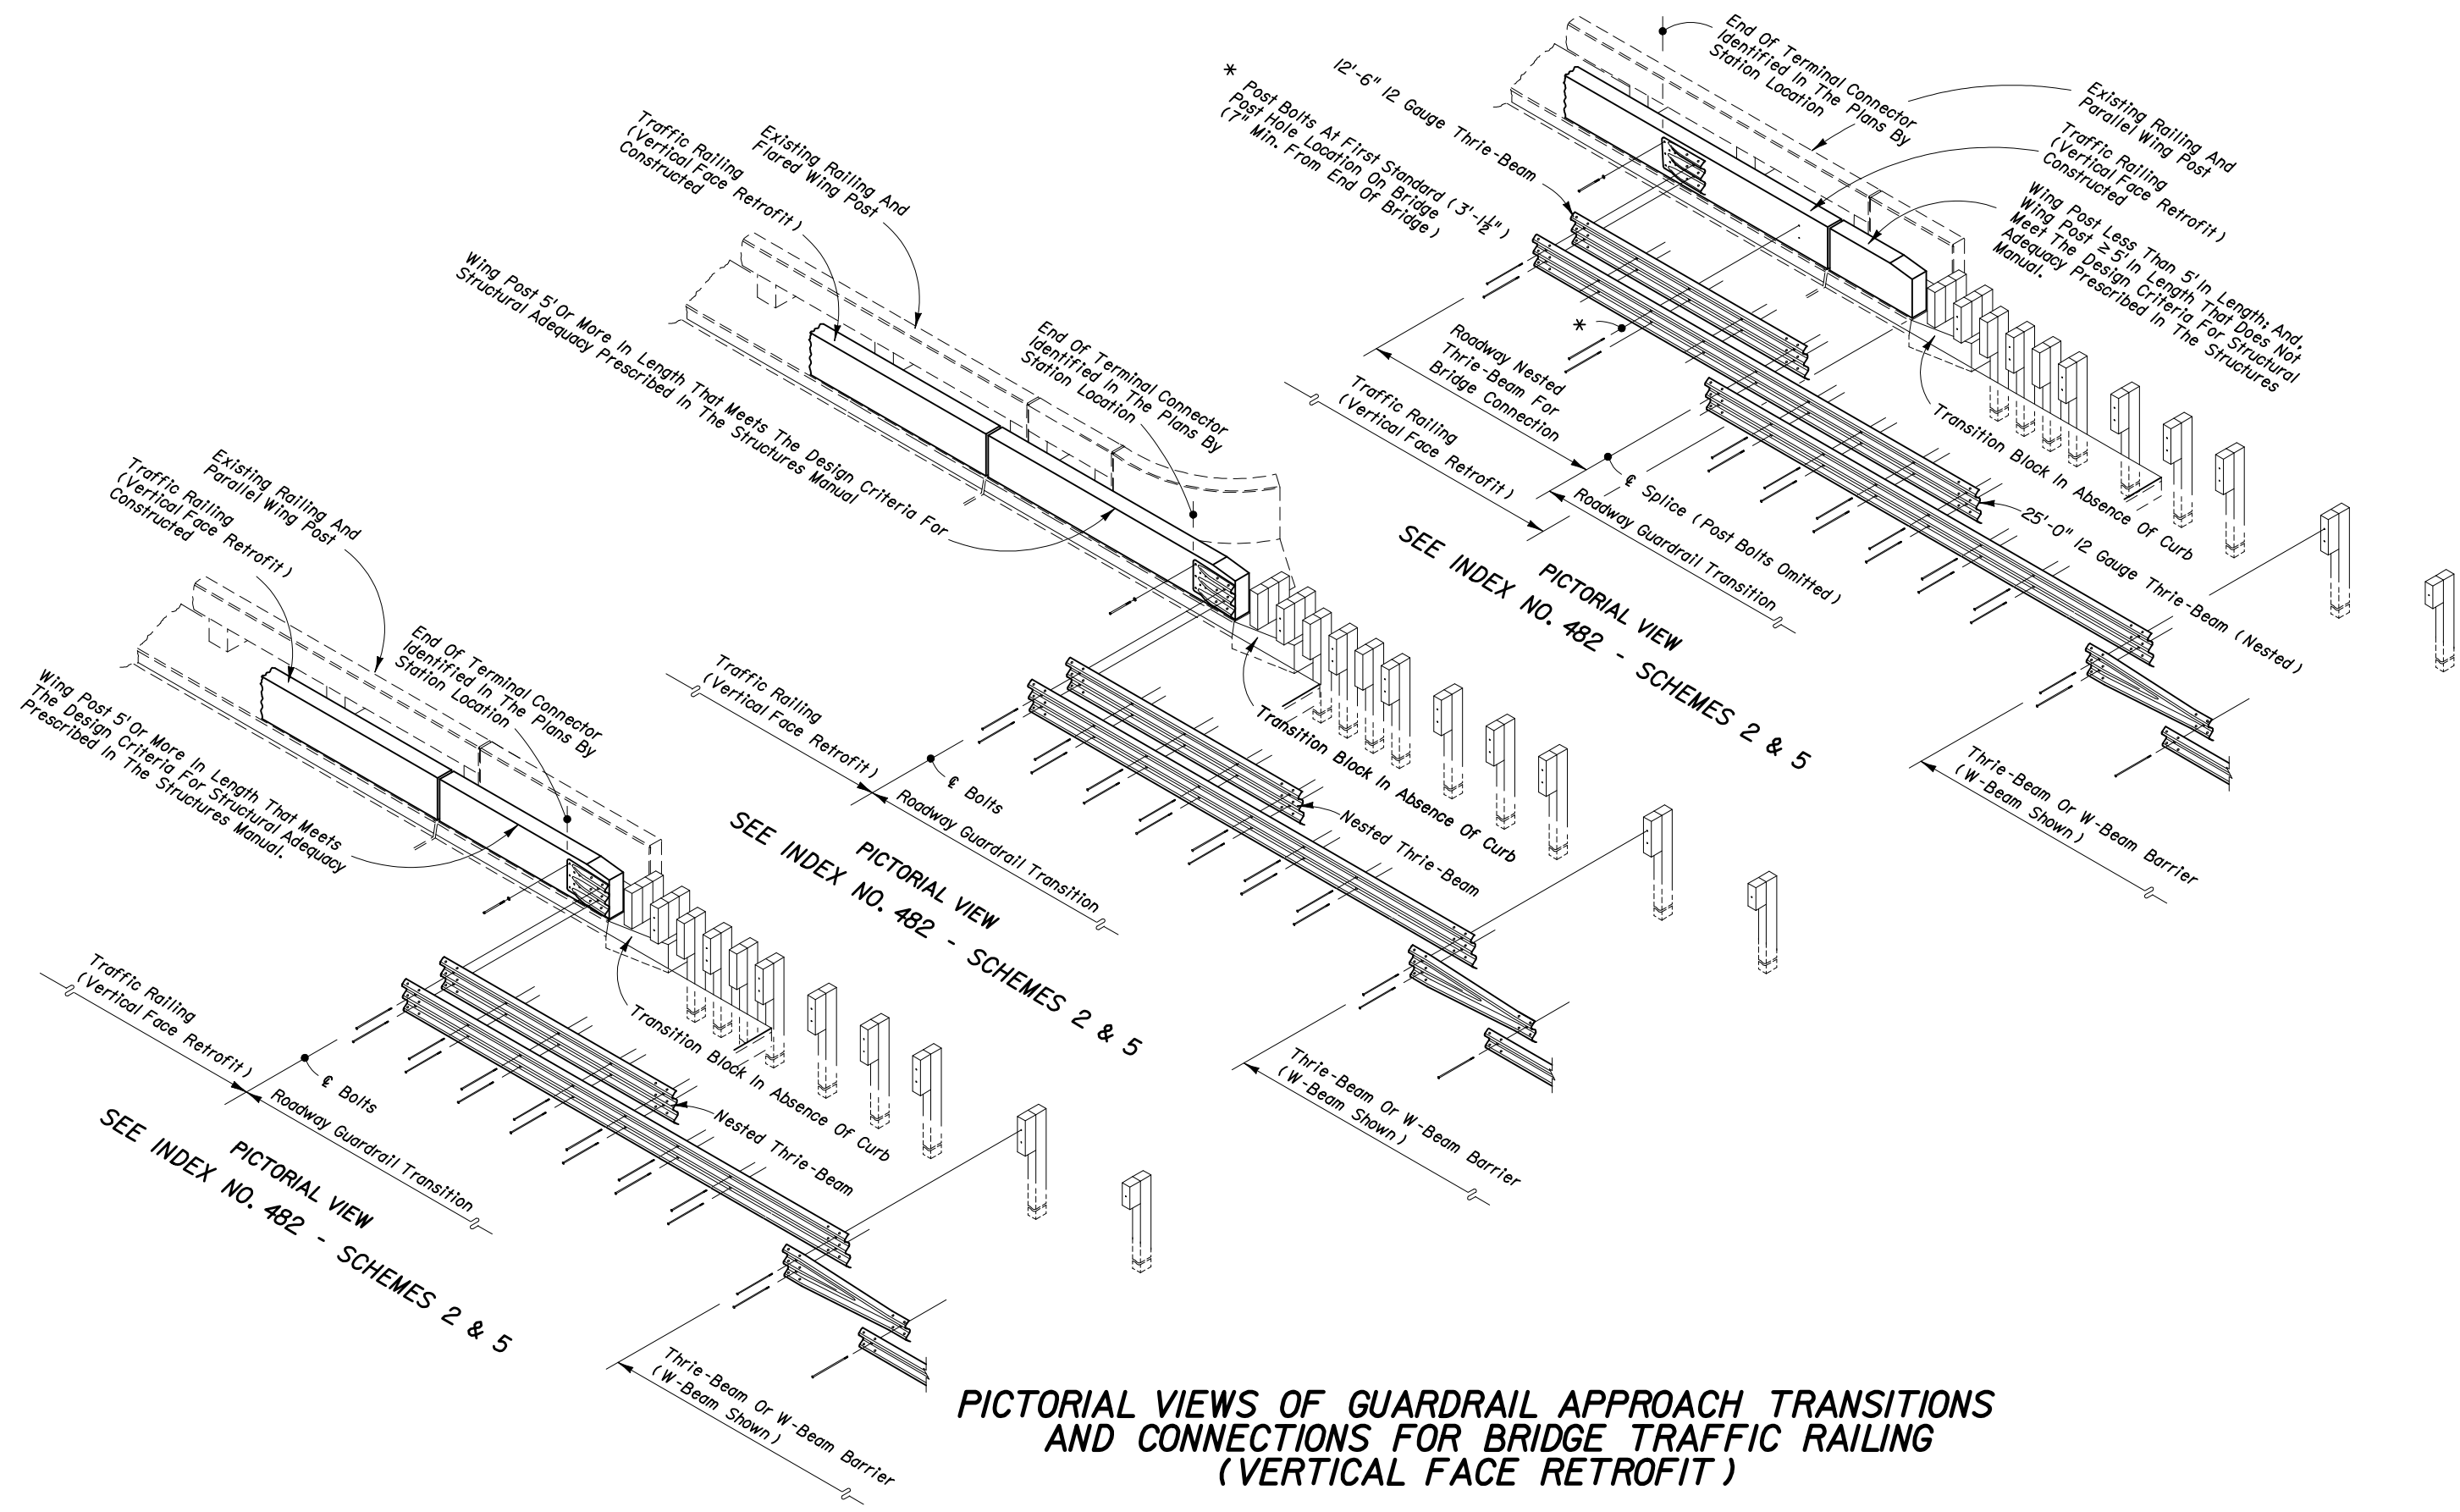 Existing Railing And
Parallel Wing Post
Traffic Railing
(Vertical Face Retrofit)
Constructed
End Of Terminal Connector
Identified In The Plans By
Station Location
Wing Post 5' Or More In Length That Meets
The Design Criteria For Structural Adequacy
Prescribed In The Structures Manual.
Traffic Railing
(Vertical Face Retrofit)
℄ Bolts
Roadway Guardrail Transition
Transition Block In Absence Of Curb
Nested Thrie-Beam
Thrie-Beam Or W-Beam Barrier
(W-Beam Shown)
PICTORIAL VIEW
SEE INDEX NO. 482 - SCHEMES 2 & 5
Existing Railing And
Flared Wing Post
Traffic Railing
(Vertical Face Retrofit)
Constructed
Wing Post 5' Or More In Length That Meets The Design Criteria For
Structural Adequacy Prescribed In The Structures Manual
End Of Terminal Connector
Identified In The Plans By
Station Location
Traffic Railing
(Vertical Face Retrofit)
℄ Bolts
Roadway Guardrail Transition
Transition Block In Absence Of Curb
Nested Thrie-Beam
Thrie-Beam Or W-Beam Barrier
(W-Beam Shown)
PICTORIAL VIEW
SEE INDEX NO. 482 - SCHEMES 2 & 5
End Of Terminal Connector
Identified In The Plans By
Station Location
Existing Railing And
Parallel Wing Post
Traffic Railing
(Vertical Face Retrofit)
Constructed
Wing Post Less Than 5' In Length; And,
Wing Post ≥ 5' In Length That Does Not
Meet The Design Criteria For Structural
Adequacy Prescribed In The Structures
Manual.
12'-6" 12 Gauge Thrie-Beam
* Post Bolts At First Standard (3'-1½")
Post Hole Location On Bridge
(7" Min. From End Of Bridge)
*
Roadway Nested
Thrie-Beam For
Bridge Connection
Traffic Railing
(Vertical Face Retrofit)
℄ Splice (Post Bolts Omitted)
Roadway Guardrail Transition
Transition Block In Absence Of Curb
25'-0" 12 Gauge Thrie-Beam (Nested)
Thrie-Beam Or W-Beam Barrier
(W-Beam Shown)
PICTORIAL VIEW
SEE INDEX NO. 482 - SCHEMES 2 & 5
PICTORIAL VIEWS OF GUARDRAIL APPROACH TRANSITIONS
AND CONNECTIONS FOR BRIDGE TRAFFIC RAILING
(VERTICAL FACE RETROFIT)